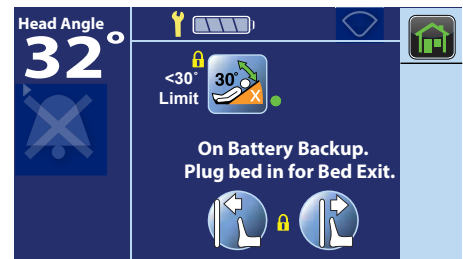 Head Angle
32°
<30°
Limit
30°
X
On Battery Backup.
Plug bed in for Bed Exit.